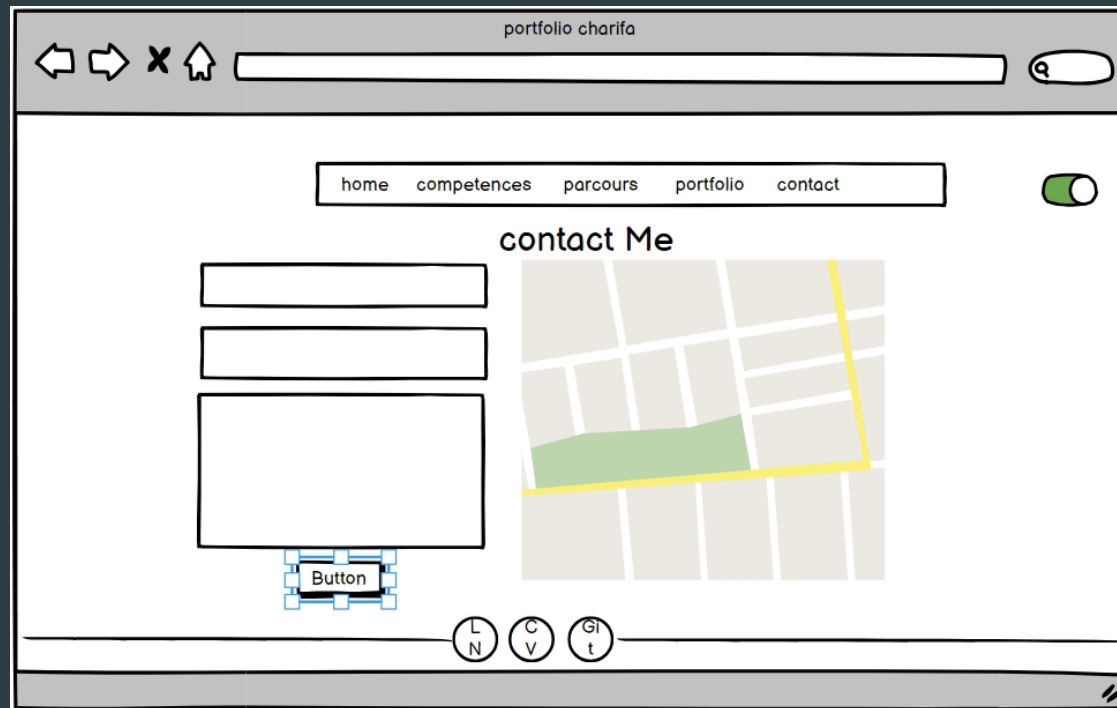 portfolio charifa
home competences parcours portfolio contact
contact Me
Button
L
N
C
V
Gi
t